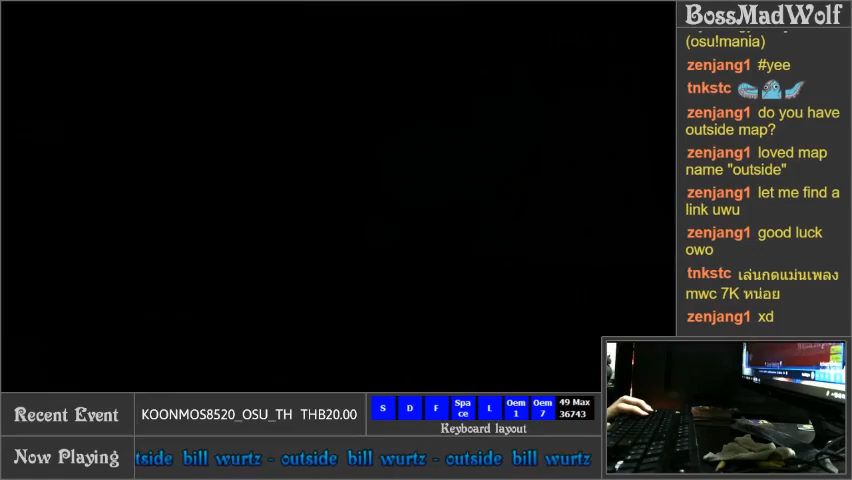 BossMadWolf
(osu!mania)
zenjang1 #yee
tnkstc
zenjang1 do you have
outside map?
zenjang1 loved map
name "outside"
zenjang1 let me find a
link uwu
zenjang1 good luck
owo
tnkstc เล่นกดแม่นเพลง
mwc 7K หน่อย
zenjang1 xd
Recent Event
KOONMOS8520_OSU_TH THB20.00
S D F Spa
ce L Oem
1 Oem
7 49 Max
36743
Keyboard layout
Now Playing
tside bill wurtz - outside bill wurtz - outside bill wurtz